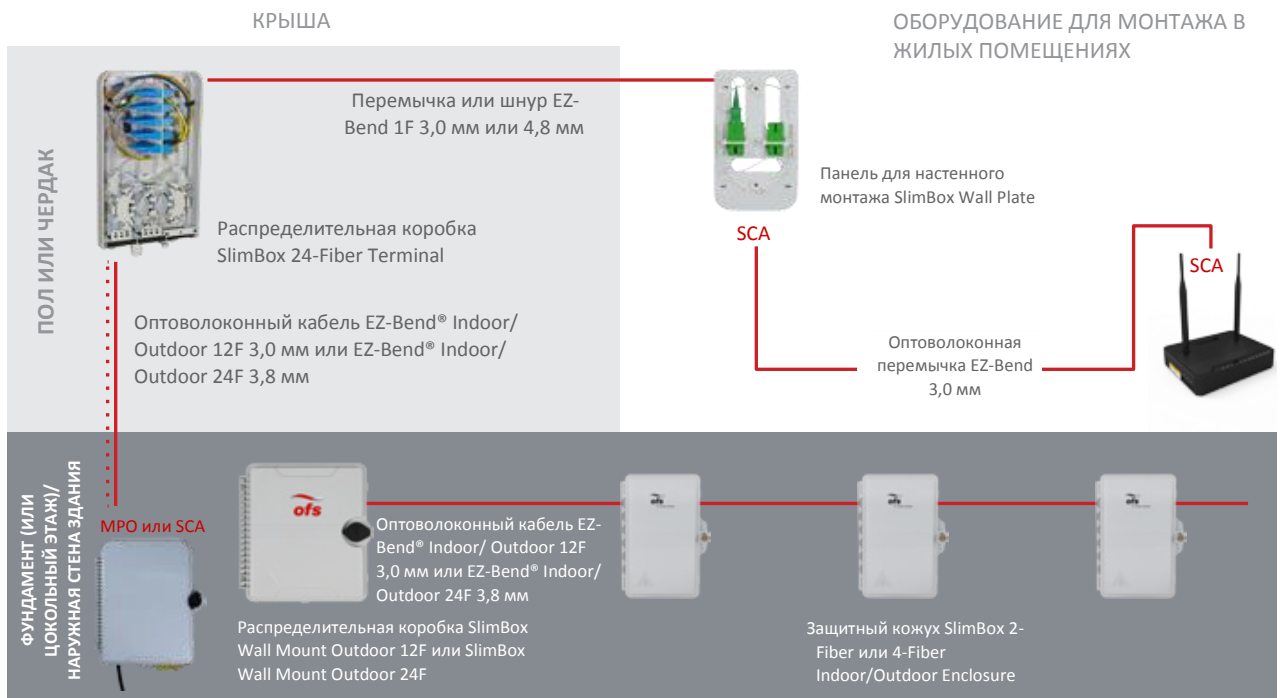 КРЫША
ОБОРУДОВАНИЕ ДЛЯ МОНТАЖА В
ЖИЛЫХ ПОМЕЩЕНИЯХ
ПОЛ ИЛИ ЧЕРДАК
Перемычка или шнур EZ-
Bend 1F 3,0 мм или 4,8 мм
Панель для настенного
монтажа SlimBox Wall Plate
Распределительная коробка
SlimBox 24-Fiber Terminal
SCA
SCA
Оптоволоконный кабель EZ-Bend® Indoor/
Outdoor 12F 3,0 мм или EZ-Bend® Indoor/
Outdoor 24F 3,8 мм
Оптоволоконная
перемычка EZ-Bend
3,0 мм
ФУНДАМЕНТ (ИЛИ
ЦОКОЛЬНЫЙ ЭТАЖ)/
НАРУЖНАЯ СТЕНА ЗДАНИЯ
MPO или SCA
ofs
Оптоволоконный кабель EZ-
Bend® Indoor/ Outdoor 12F
3,0 мм или EZ-Bend® Indoor/
Outdoor 24F 3,8 мм
ofs
ofs
ofs
Распределительная коробка SlimBox
Wall Mount Outdoor 12F или SlimBox
Wall Mount Outdoor 24F
Защитный кожух SlimBox 2-
Fiber или 4-Fiber
Indoor/Outdoor Enclosure